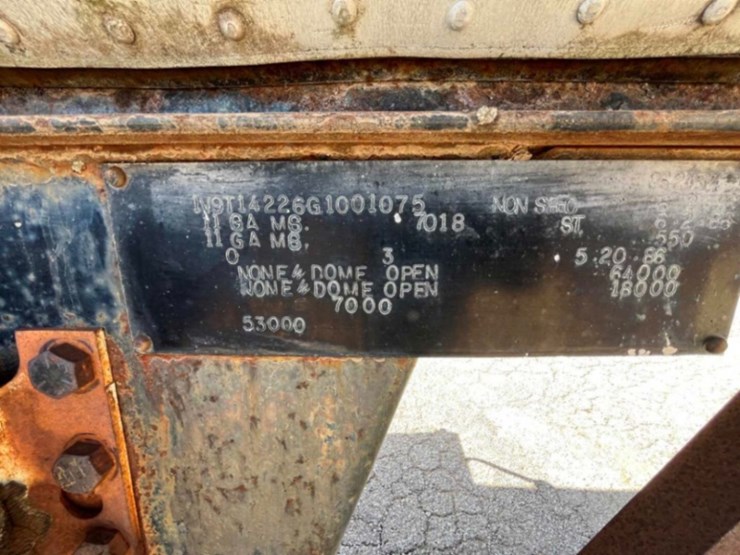 1V9T14226G1001075 NON SPEC
11 GA MS. 7018 ST.
11 GA MS. 550
0 3 5 20 86
NONE & DOME OPEN 64000
NONE & DOME OPEN 18000
7000
53000